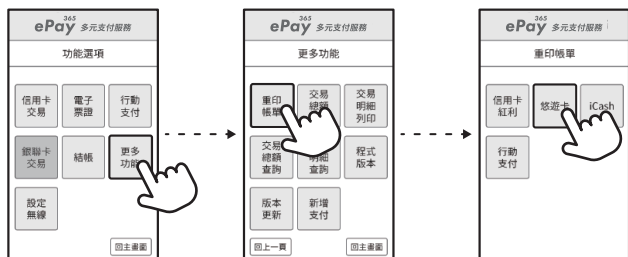 365
ePay 多元支付服務
功能選項
信用卡
交易
電子
票證
行動
支付
銀聯卡
交易
結帳
更多
功能
設定
無線
回主畫面
365
ePay 多元支付服務
更多功能
重印
帳單
交易
總額
交易
明細
列印
交易
總額
查詢
明細
查詢
程式
版本
版本
更新
新增
支付
回上一頁
回主畫面
365
ePay 多元支付服務
重印帳單
信用卡
紅利
悠遊卡
iCash
行動
支付